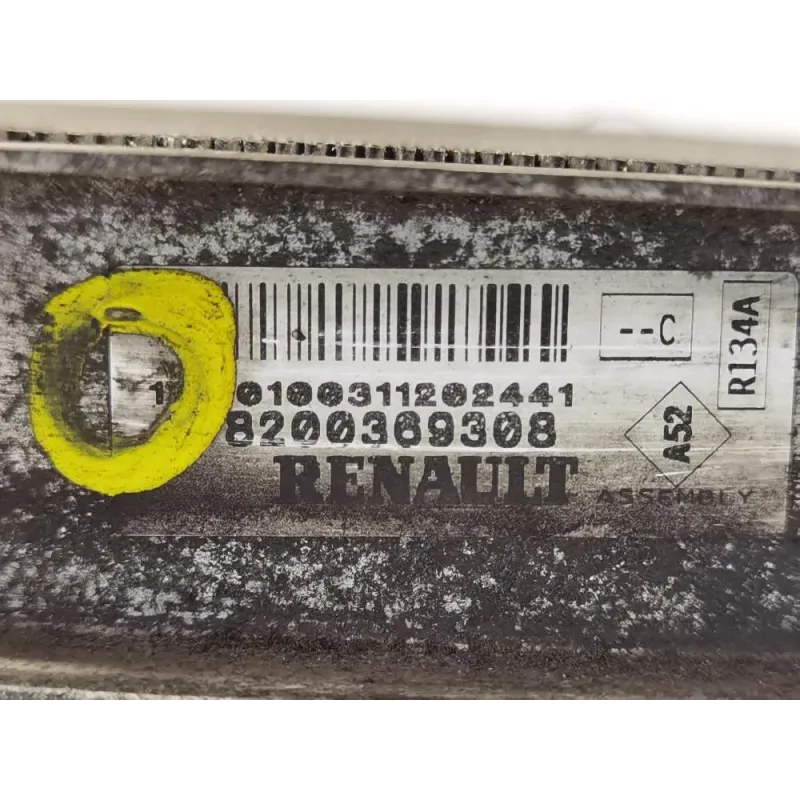 0100311202441
8200369308
RENAULT
--C
A52
R134A
ASSEMBLY